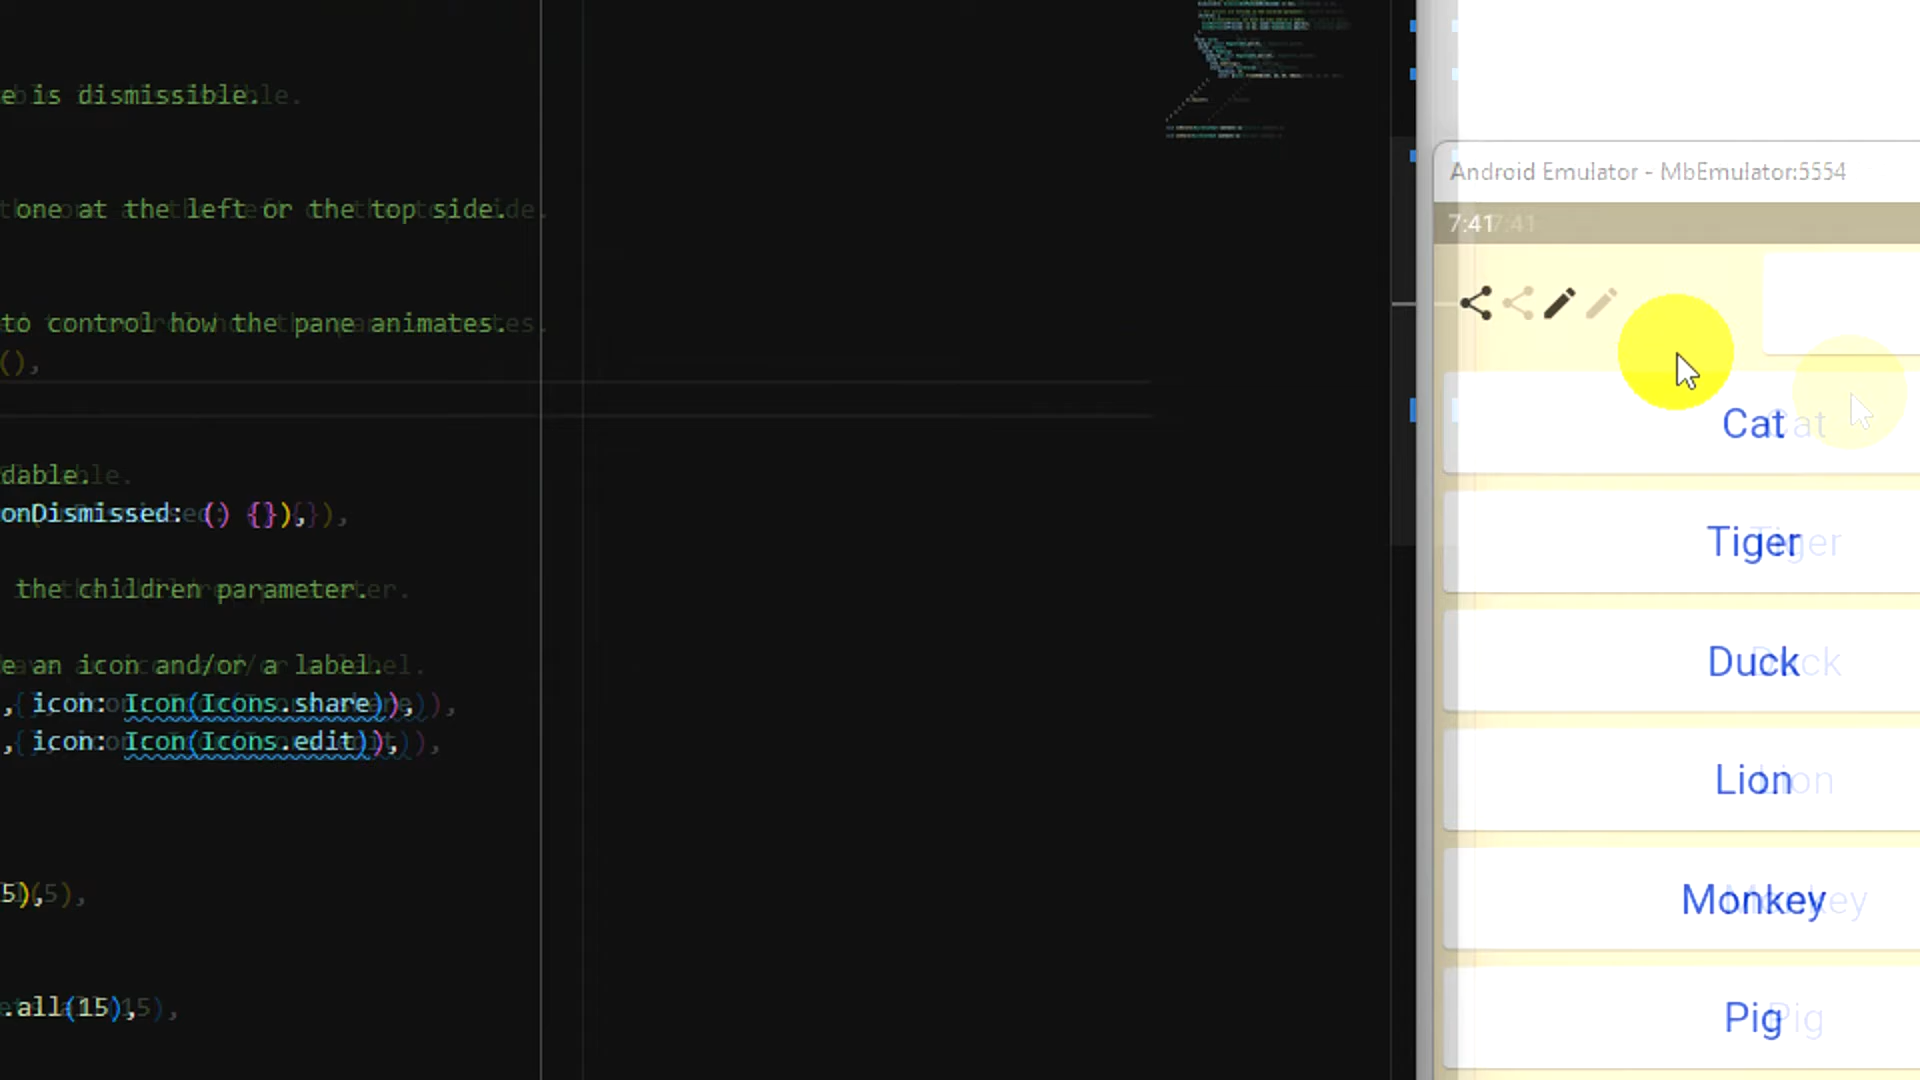 e is dismissible.
one at the left or the top side.
to control how the pane animates.
(),
dable.
onDismissed: () {}),
the children parameter.
e an icon and/or a label.
, icon: Icon(Icons.share)),
, icon: Icon(Icons.edit)),
5),
.all(15),
Android Emulator - MbEmulator:5554
7:41
Cat
Tiger
Duck
Lion
Monkey
Pig